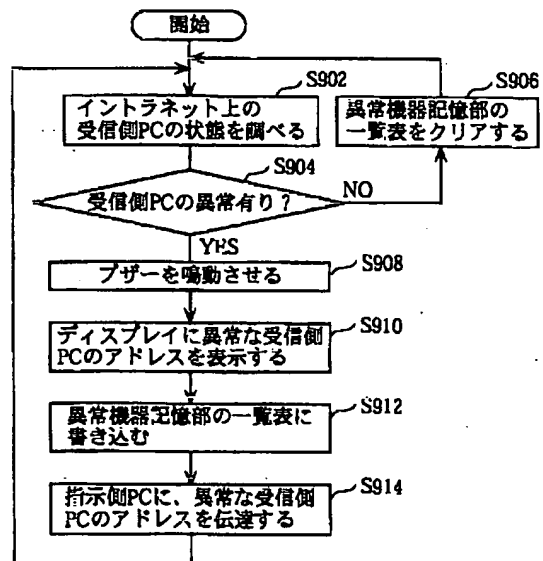 開始
S902
イントラネット上の
受信側PCの状態を調べる
S906
異常機器記憶部の
一覧表をクリアする
S904
受信側PCの異常有り?
NO
YES
ブザーを鳴動させる
S908
ディスプレイに異常な受信側
PCのアドレスを表示する
S910
異常機器記憶部の一覧表に
書き込む
S912
指示側PCに、異常な受信側
PCのアドレスを伝達する
S914